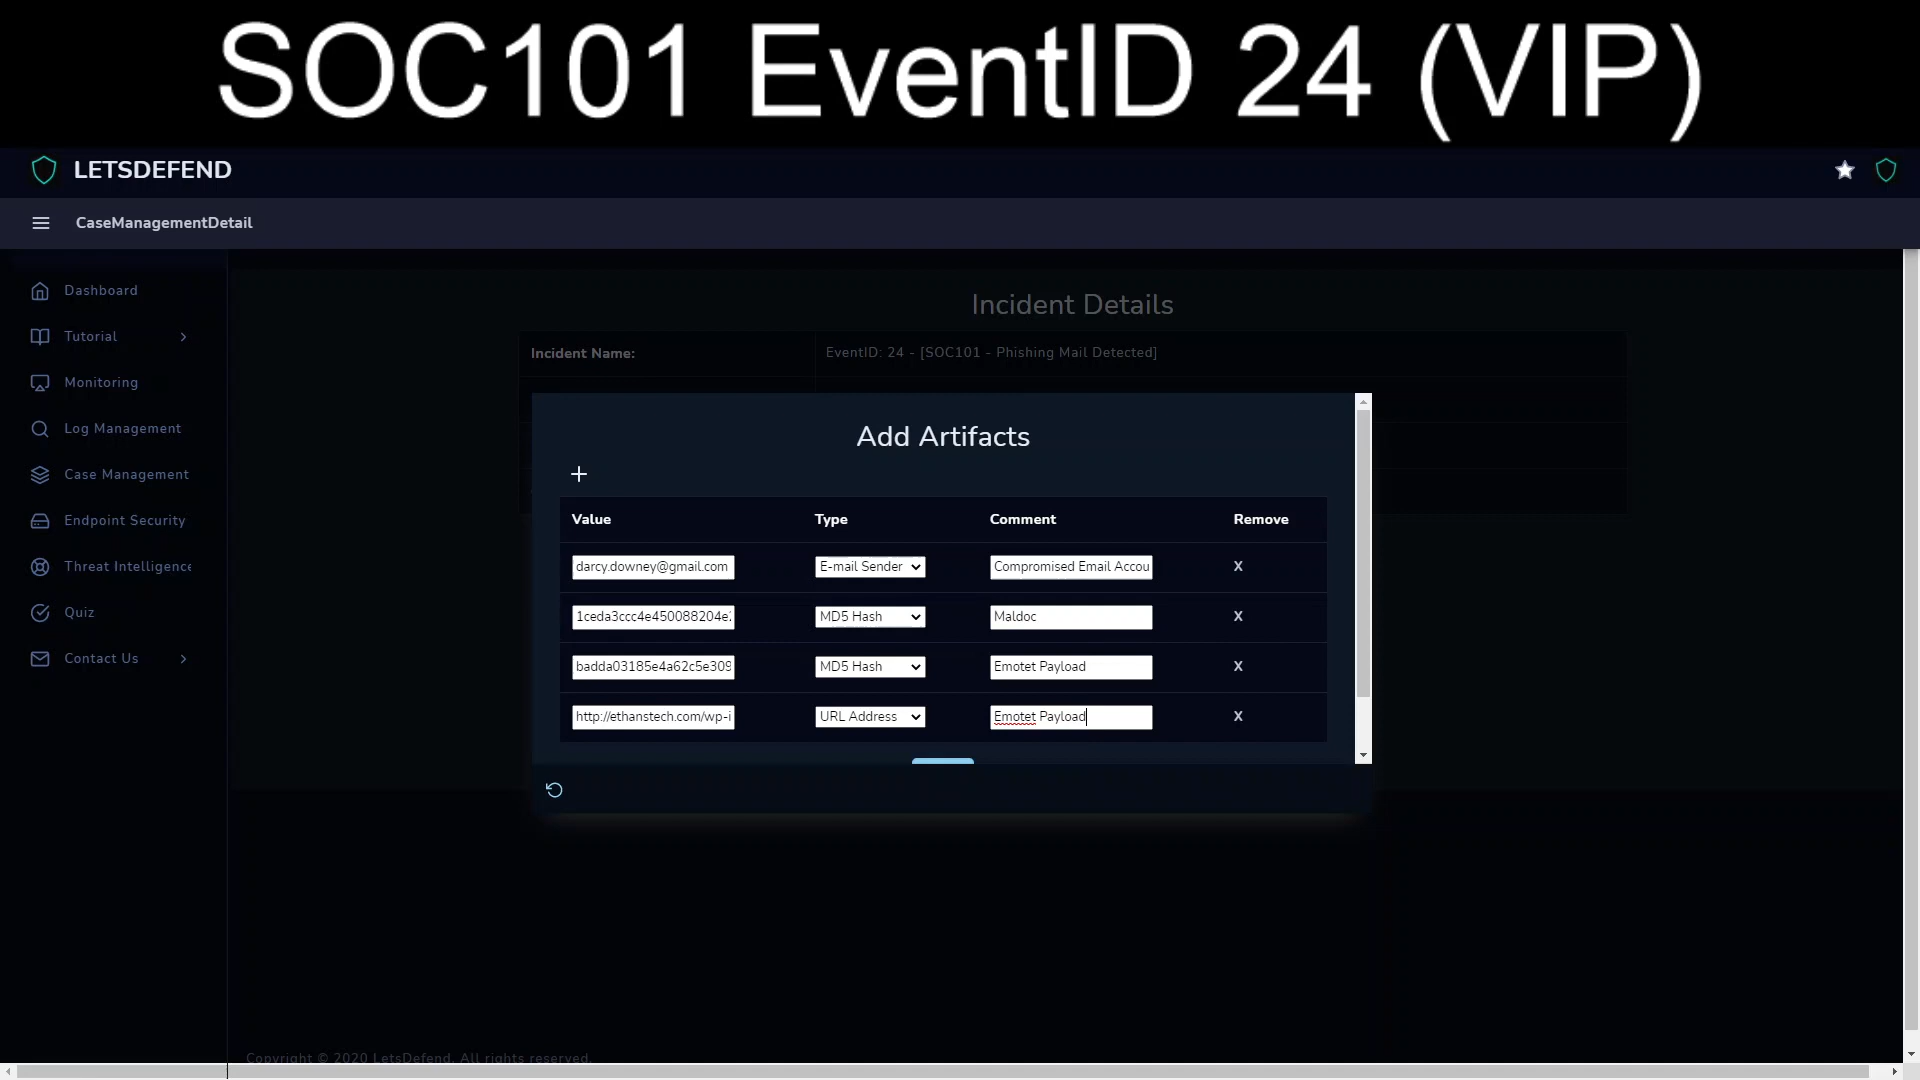 SOC101 EventID 24 (VIP)
LETSDEFEND
CaseManagementDetail
Dashboard
Tutorial
Monitoring
Log Management
Case Management
Endpoint Security
Threat Intelligence
Quiz
Contact Us
Incident Details
Incident Name: EventID: 24 - [SOC101 - Phishing Mail Detected]
Add Artifacts
Value Type Comment Remove
darcy.downey@gmail.com E-mail Sender Compromised Email Accou X
1ceda3ccc4e450088204e MD5 Hash Maldoc X
badda03185e4a62c5e309 MD5 Hash Emotet Payload X
http://ethanstech.com/wp-i URL Address Emotet Payload X
Copyright © 2020 LetsDefend. All rights reserved.